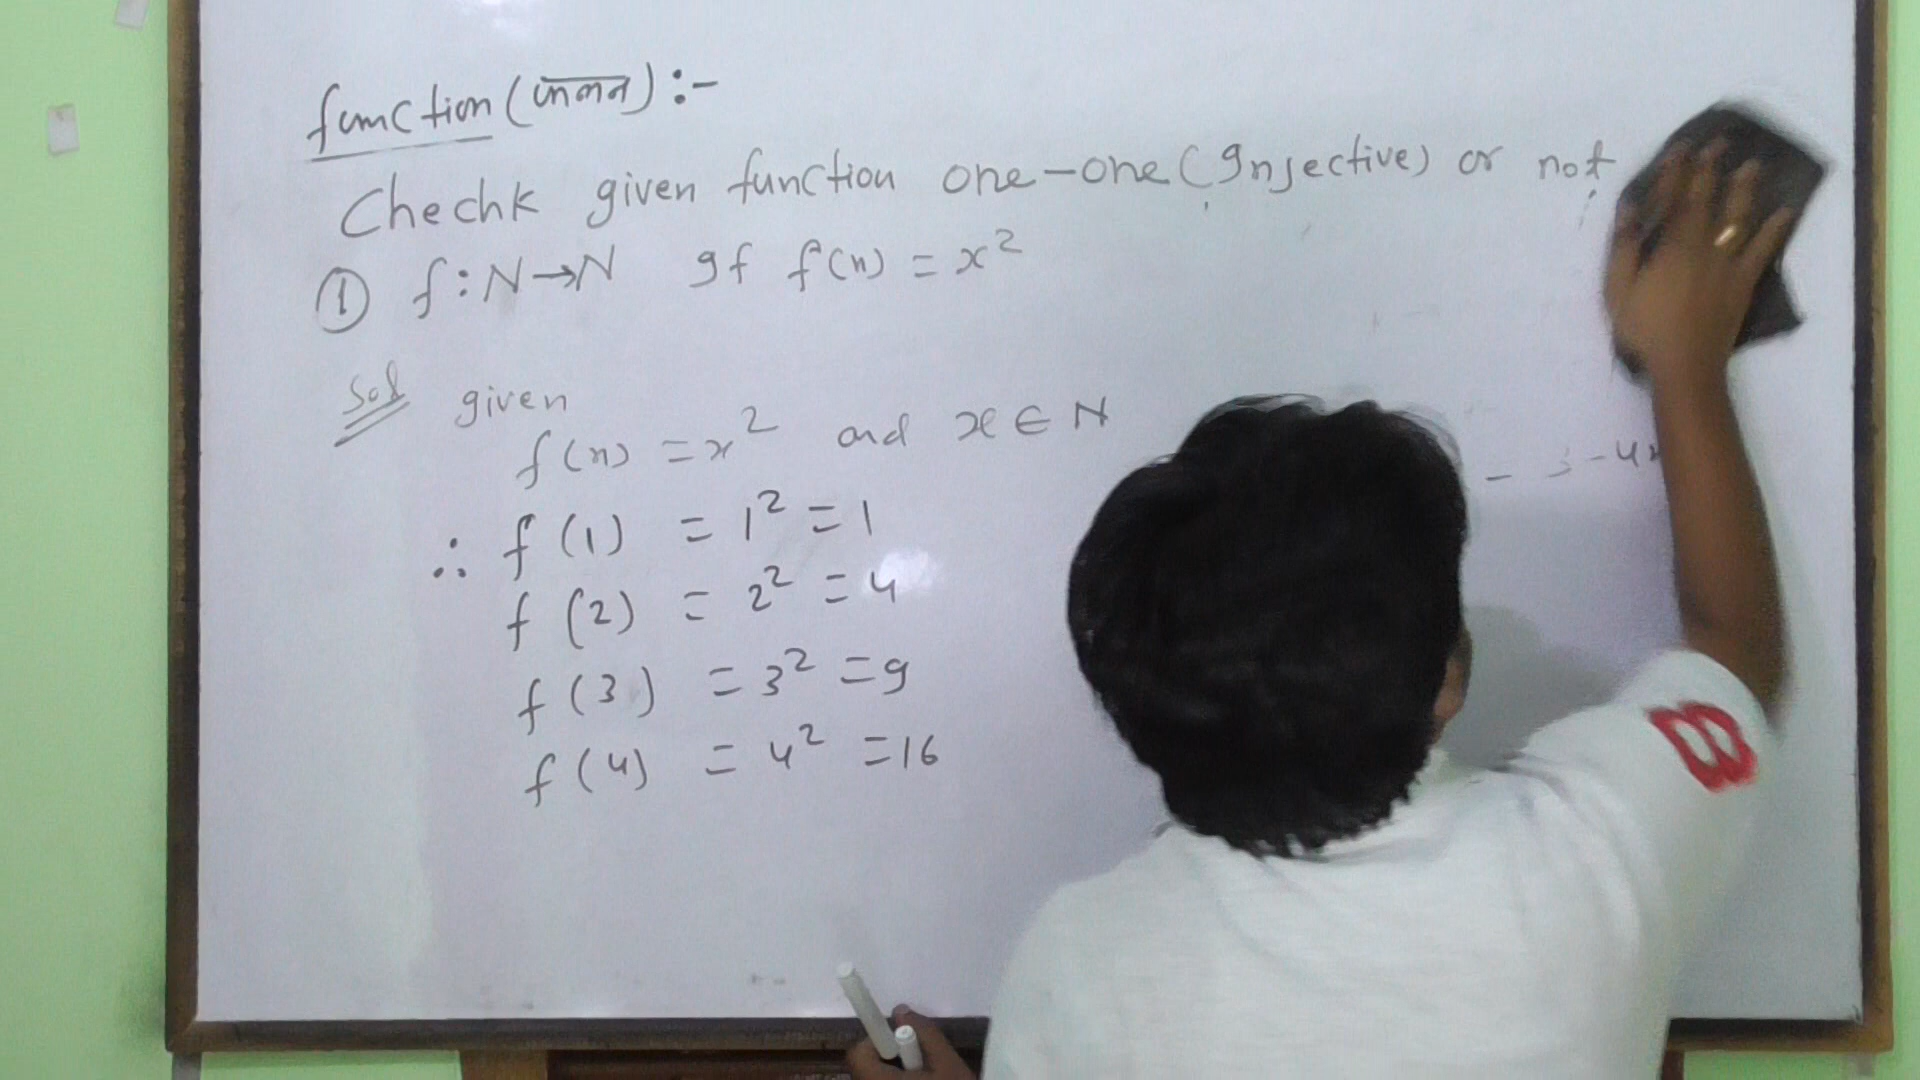 function (फलन) :-
Chechk given function one-one (Injective) or not
① f : N→N If f(x) = x²
Sol given
f(x) = x² and x ∈ N
∴ f (1) = 1² = 1
f (2) = 2² = 4
f (3) = 3² = 9
f (4) = 4² = 16
B